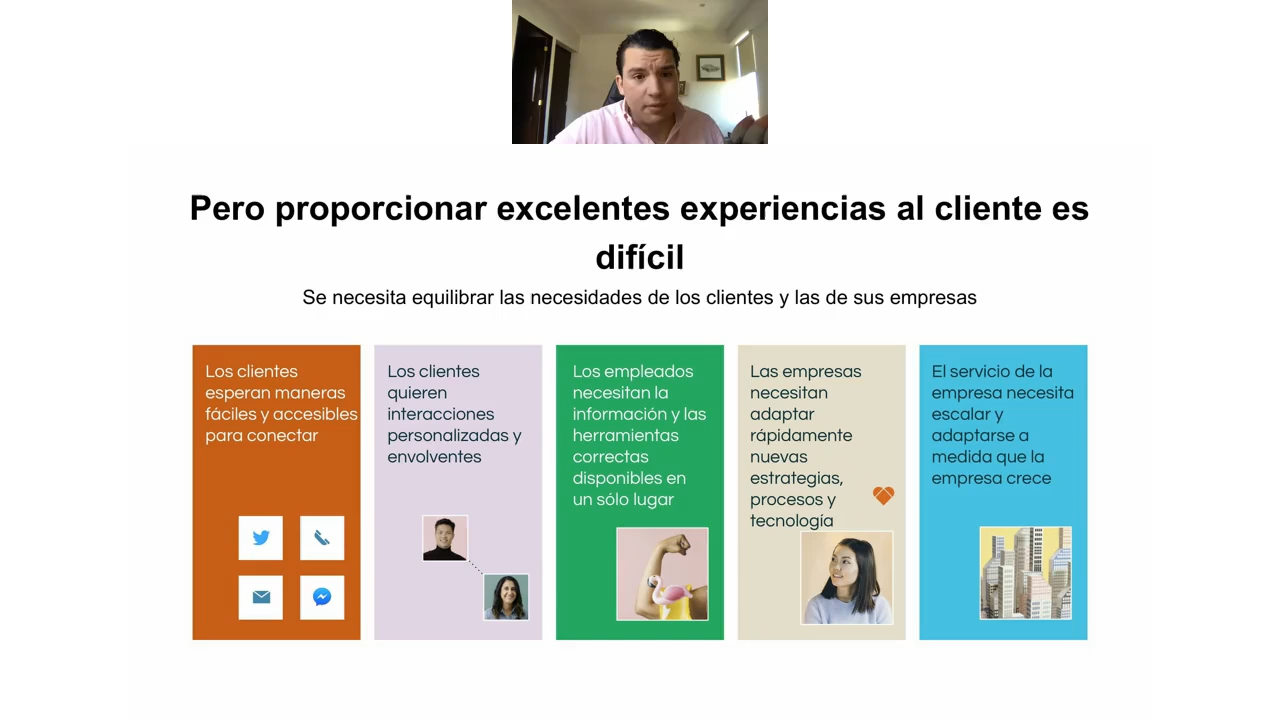 Pero proporcionar excelentes experiencias al cliente es
difícil
Se necesita equilibrar las necesidades de los clientes y las de sus empresas
Los clientes
esperan maneras
fáciles y accesibles
para conectar
Los clientes
quieren
interacciones
personalizadas y
envolventes
Los empleados
necesitan la
información y las
herramientas
correctas
disponibles en
un sólo lugar
Las empresas
necesitan
adaptar
rápidamente
nuevas
estrategias,
procesos y
tecnología
El servicio de la
empresa necesita
escalar y
adaptarse a
medida que la
empresa crece